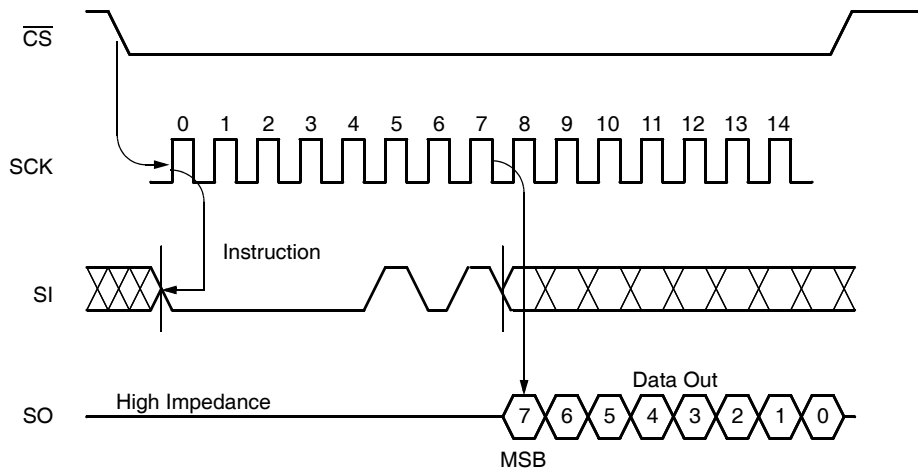 CS
0 1 2 3 4 5 6 7 8 9 10 11 12 13 14
SCK
Instruction
SI
Data Out
High Impedance
SO
7 6 5 4 3 2 1 0
MSB